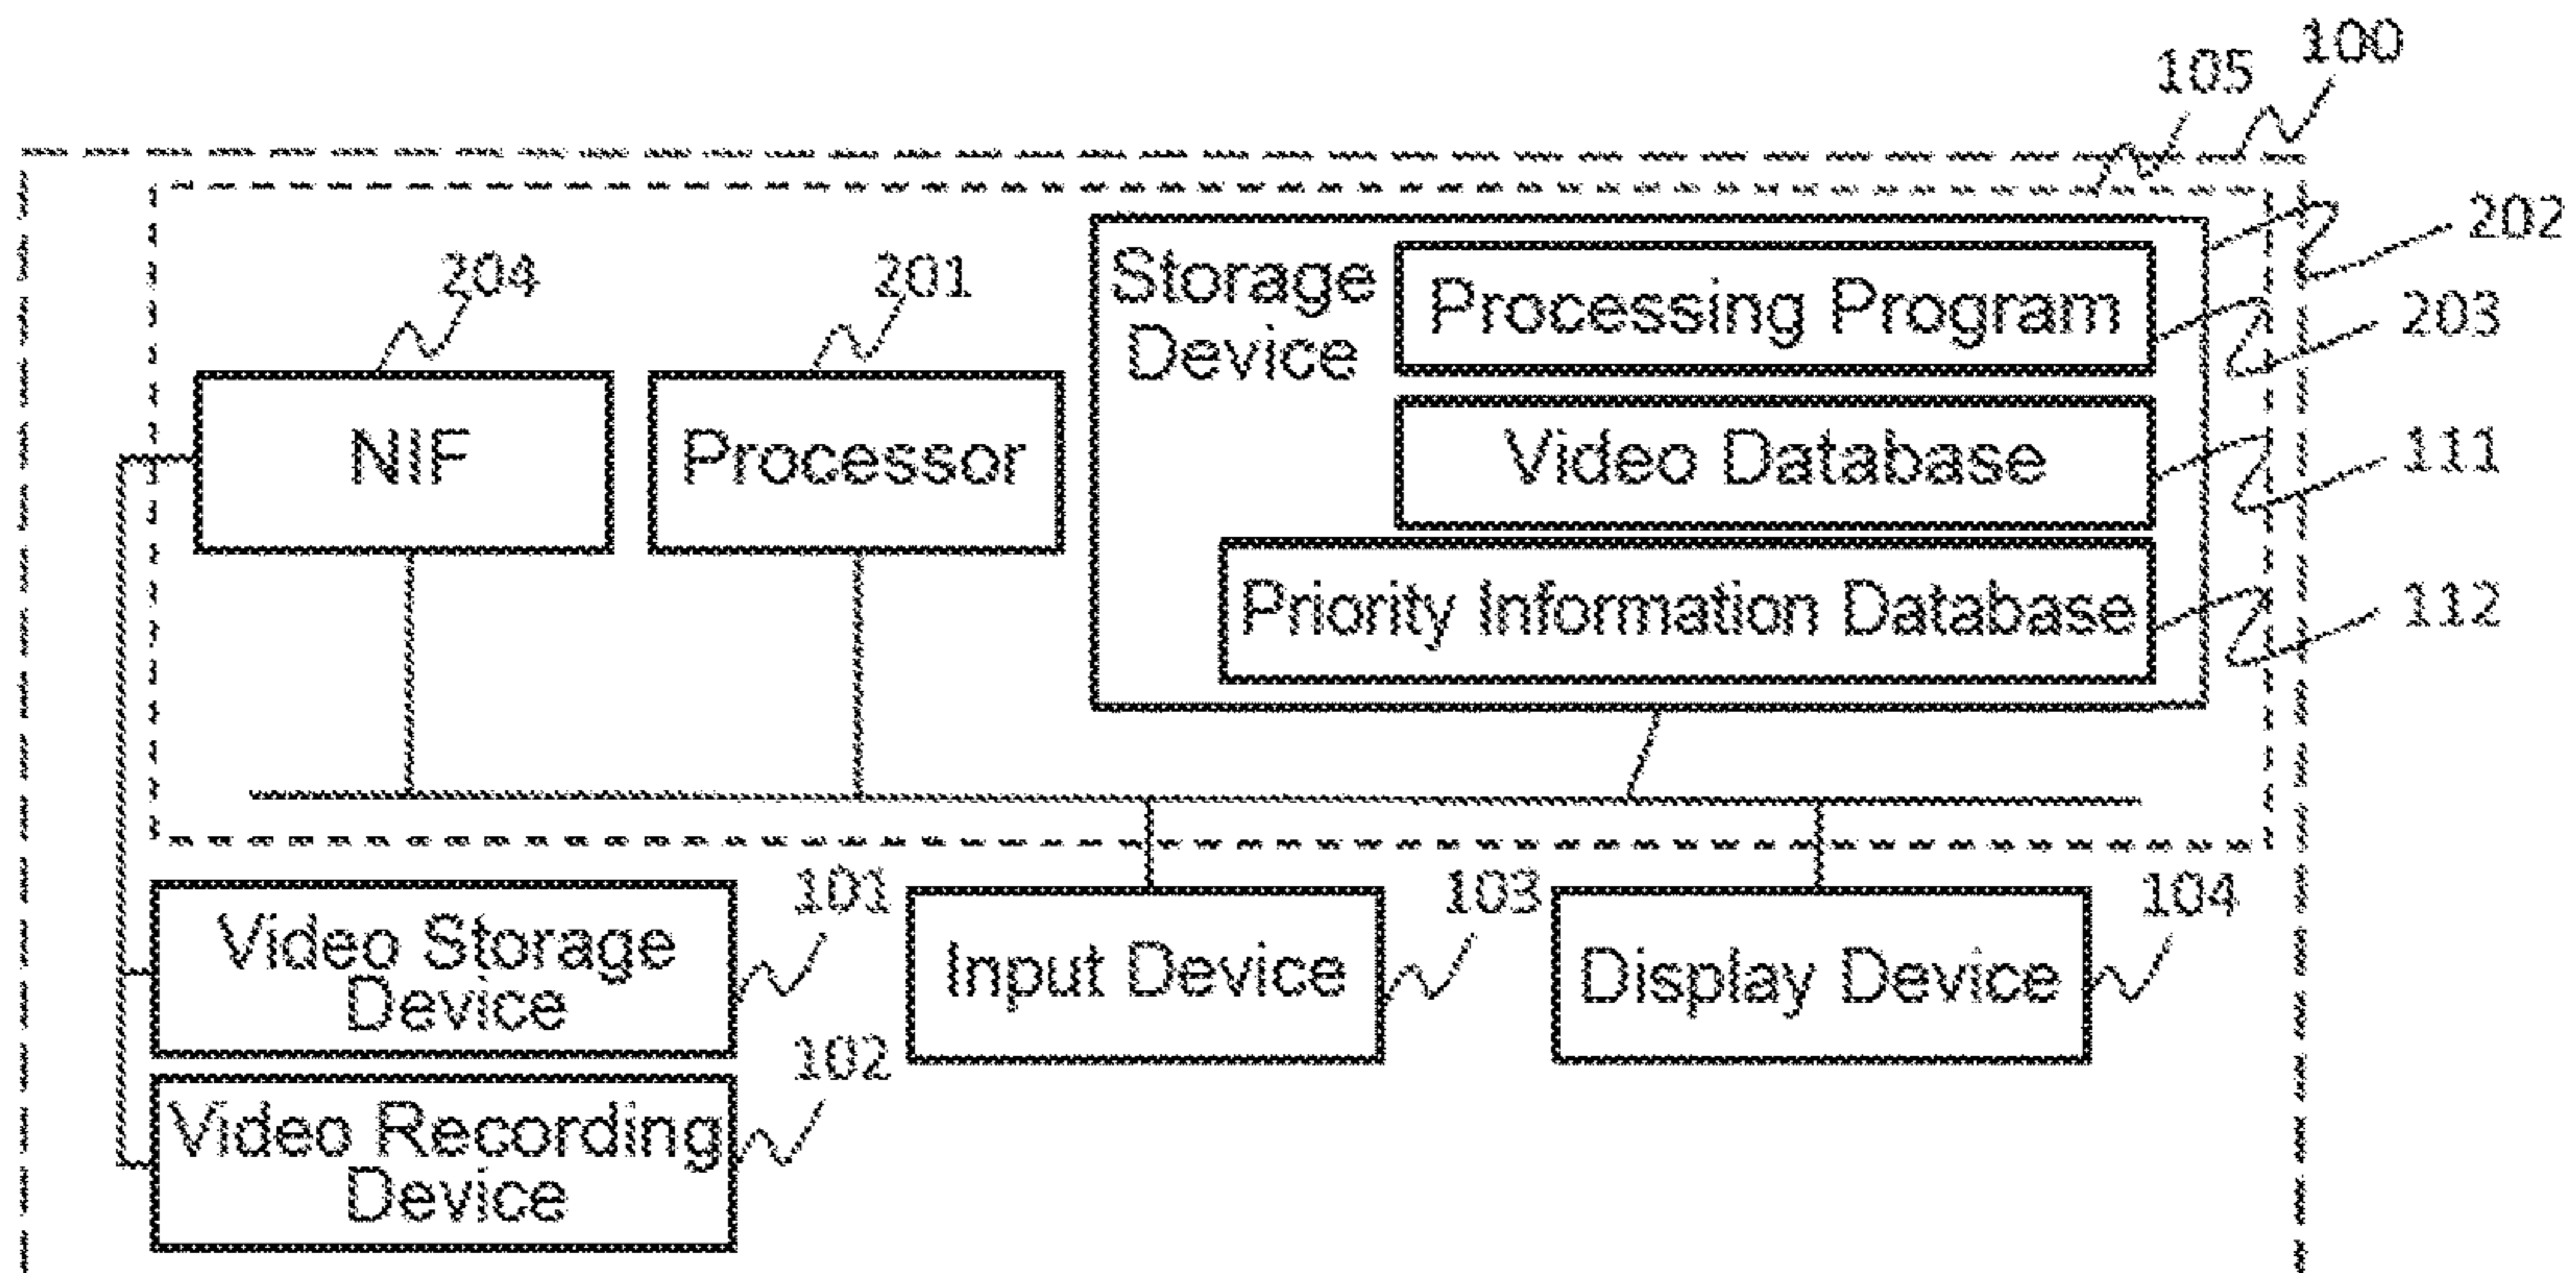 100
105
202
204
201
Storage
Device
Processing Program
203
NIF
Processor
Video Database
111
Priority Information Database
112
101
103
104
Video Storage
Device
Input Device
Display Device
102
Video Recording
Device